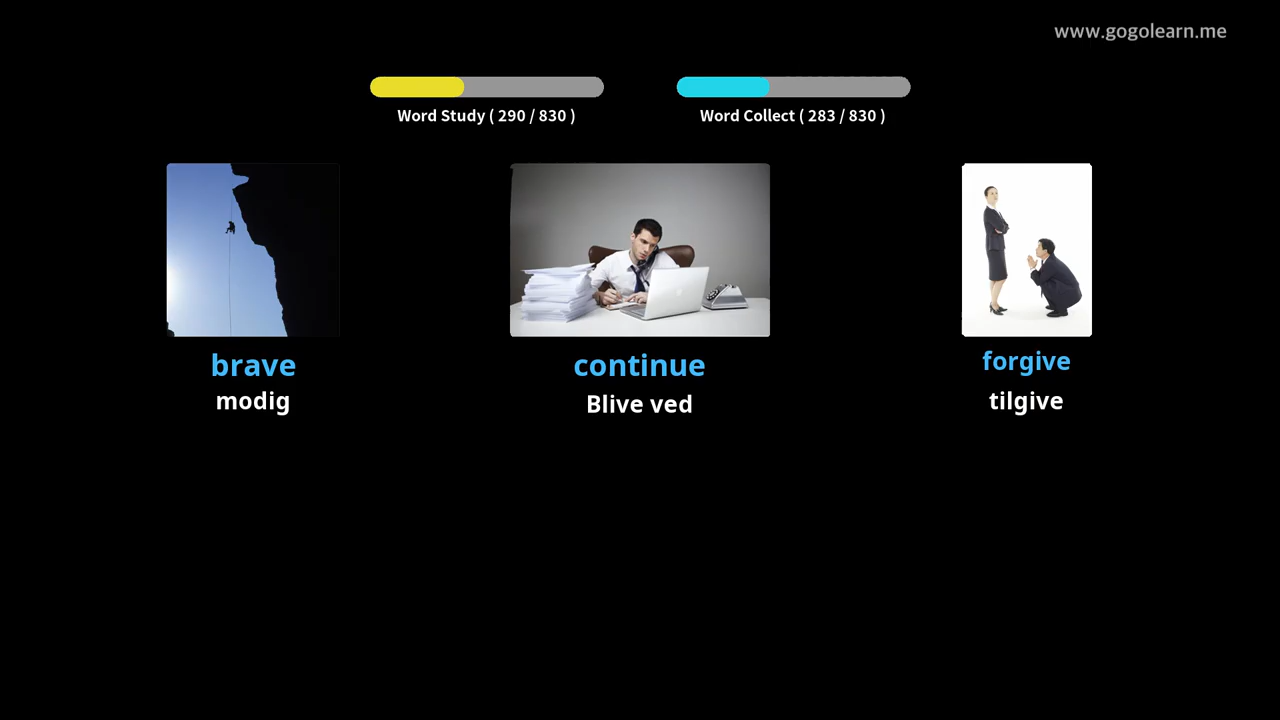 www.gogolearn.me
Word Study ( 290 / 830 )
Word Collect ( 283 / 830 )
brave
modig
continue
Blive ved
forgive
tilgive